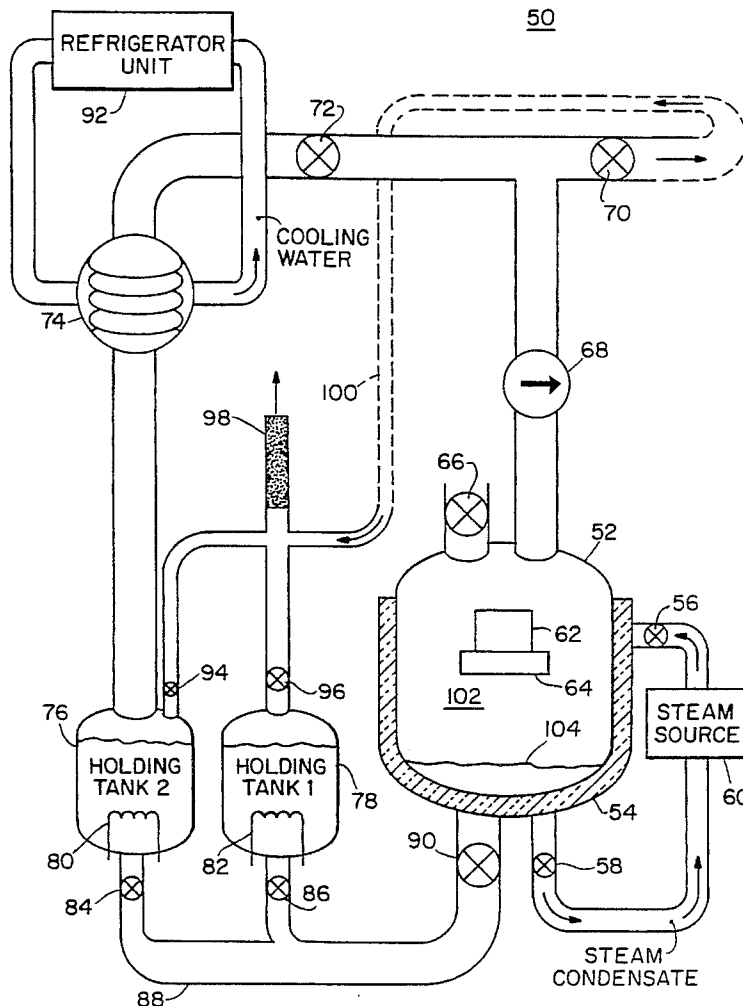 50
REFRIGERATOR
UNIT
92
72
70
COOLING
WATER
74
68
100
98
66
52
56
62
64
94
96
102
104
STEAM
SOURCE
60
76
HOLDING
TANK 2
HOLDING
TANK 1
78
54
80
82
90
58
84
86
STEAM
CONDENSATE
88